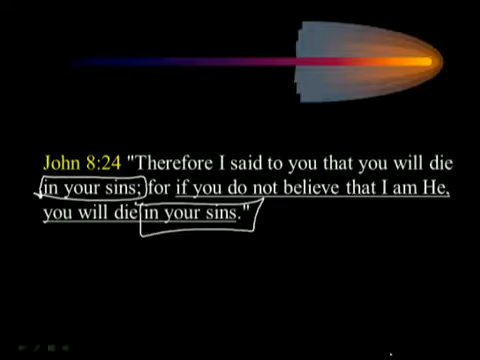 John 8:24 "Therefore I said to you that you will die
in your sins; for if you do not believe that I am He,
you will die in your sins."